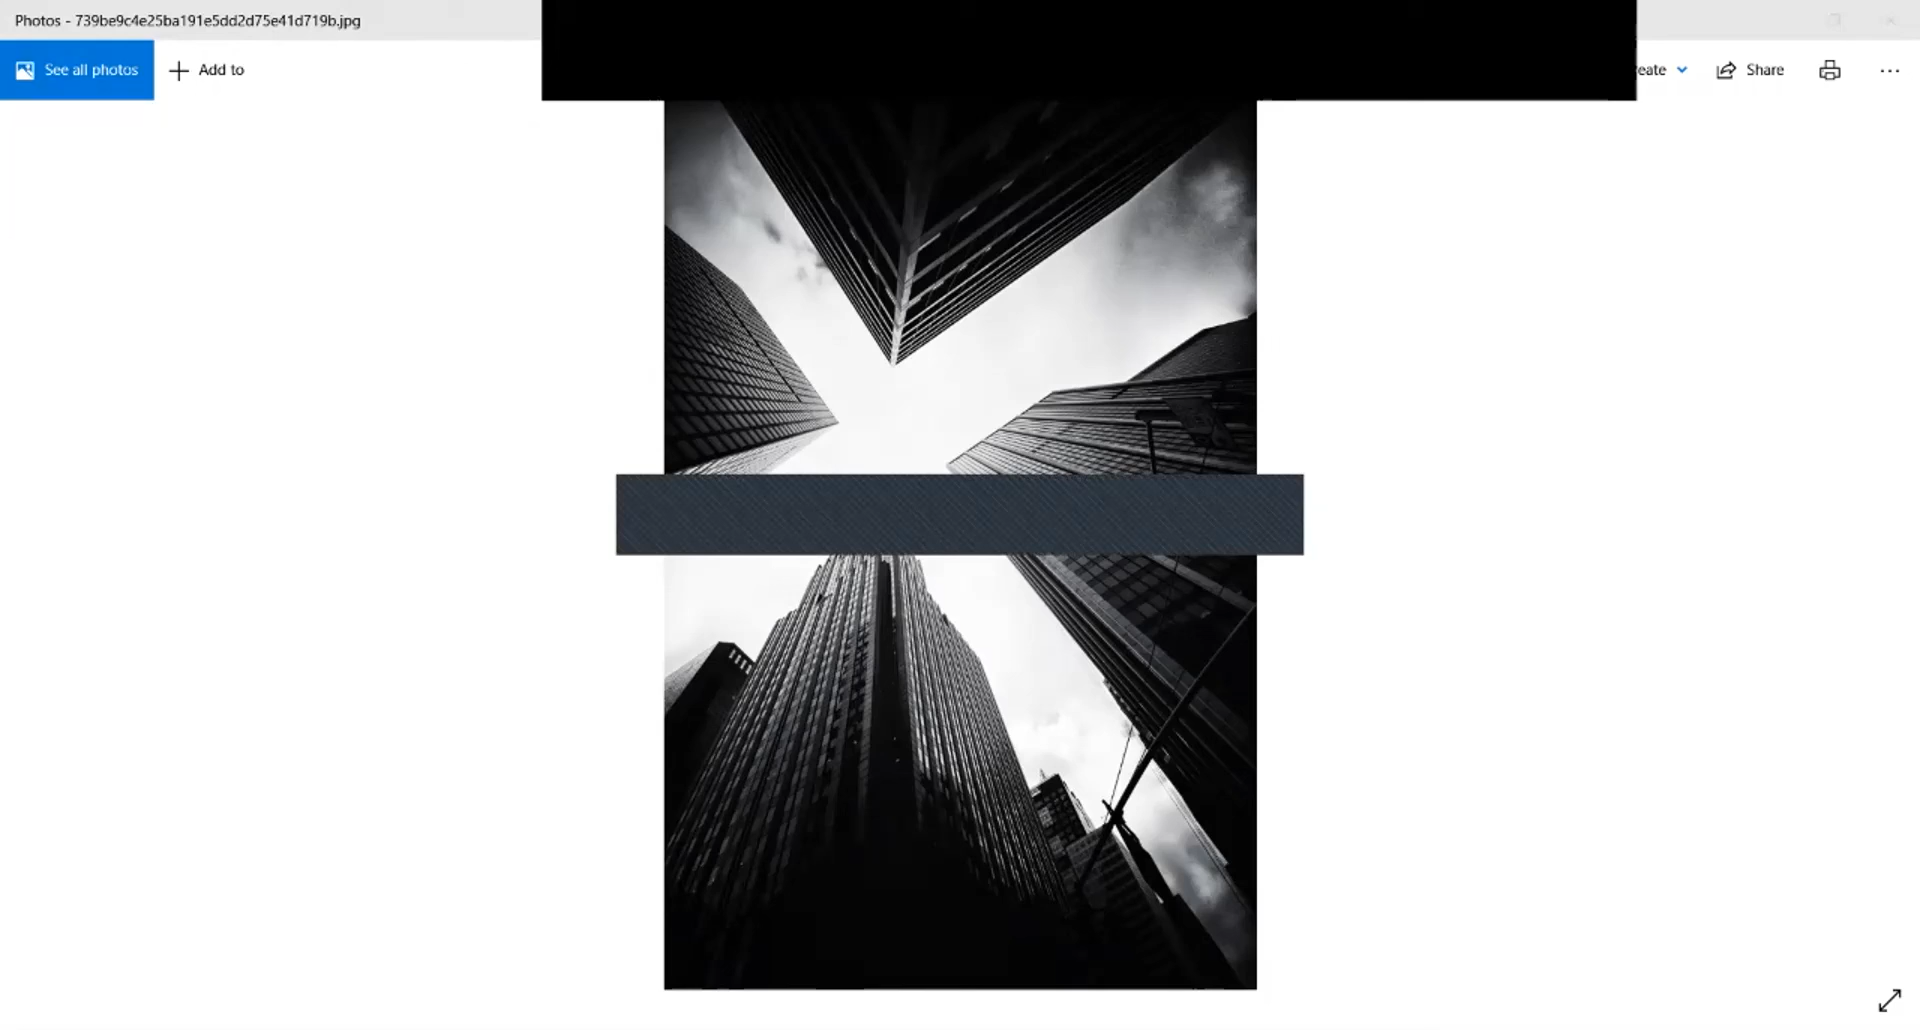 Photos - 739be9c4e25ba191e5dd2d75e41d719b.jpg
See all photos
Add to
eate
Share